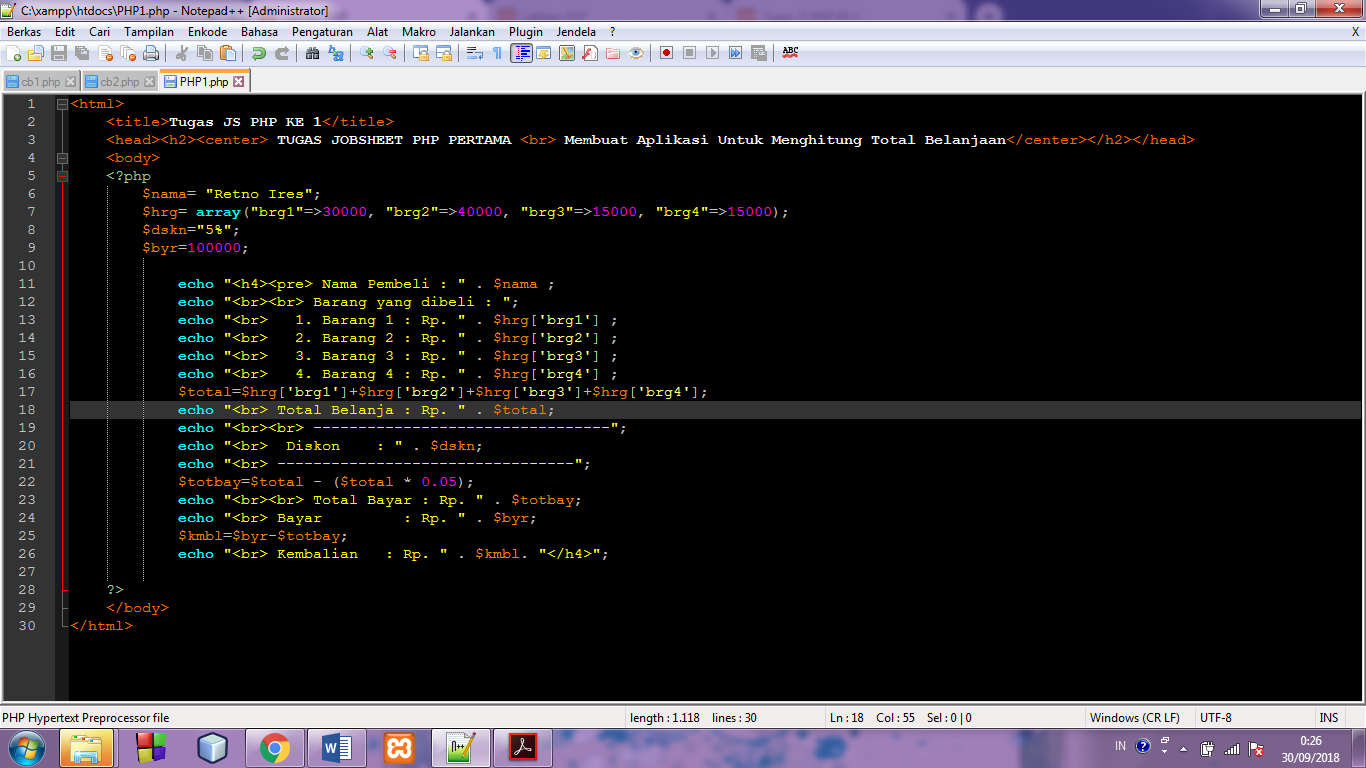 C:\xampp\htdocs\PHP1.php - Notepad++ [Administrator]
Berkas Edit Cari Tampilan Enkode Bahasa Pengaturan Alat Makro Jalankan Plugin Jendela ? X
ABC
cb1.php cb2.php PHP1.php
1 <html>
2 <title>Tugas JS PHP KE 1</title>
3 <head><h2><center> TUGAS JOBSHEET PHP PERTAMA <br> Membuat Aplikasi Untuk Menghitung Total Belanjaan</center></h2></head>
4 <body>
5 <?php
6 $nama= "Retno Ires";
7 $hrg= array("brg1"=>30000, "brg2"=>40000, "brg3"=>15000, "brg4"=>15000);
8 $dskn="5%";
9 $byr=100000;
10
11 echo "<h4><pre> Nama Pembeli : " . $nama ;
12 echo "<br><br> Barang yang dibeli : ";
13 echo "<br>   1. Barang 1 : Rp. " . $hrg['brg1'] ;
14 echo "<br>   2. Barang 2 : Rp. " . $hrg['brg2'] ;
15 echo "<br>   3. Barang 3 : Rp. " . $hrg['brg3'] ;
16 echo "<br>   4. Barang 4 : Rp. " . $hrg['brg4'] ;
17 $total=$hrg['brg1']+$hrg['brg2']+$hrg['brg3']+$hrg['brg4'];
18 echo "<br> Total Belanja : Rp. " . $total;
19 echo "<br><br> ---------------------------------";
20 echo "<br>  Diskon    : " . $dskn;
21 echo "<br> ---------------------------------";
22 $totbay=$total - ($total * 0.05);
23 echo "<br><br> Total Bayar : Rp. " . $totbay;
24 echo "<br> Bayar         : Rp. " . $byr;
25 $kmbl=$byr-$totbay;
26 echo "<br> Kembalian   : Rp. " . $kmbl. "</h4>";
27
28 ?>
29 </body>
30 </html>
PHP Hypertext Preprocessor file length : 1.118 lines : 30 Ln : 18 Col : 55 Sel : 0 | 0 Windows (CR LF) UTF-8 INS
IN 0:26
30/09/2018